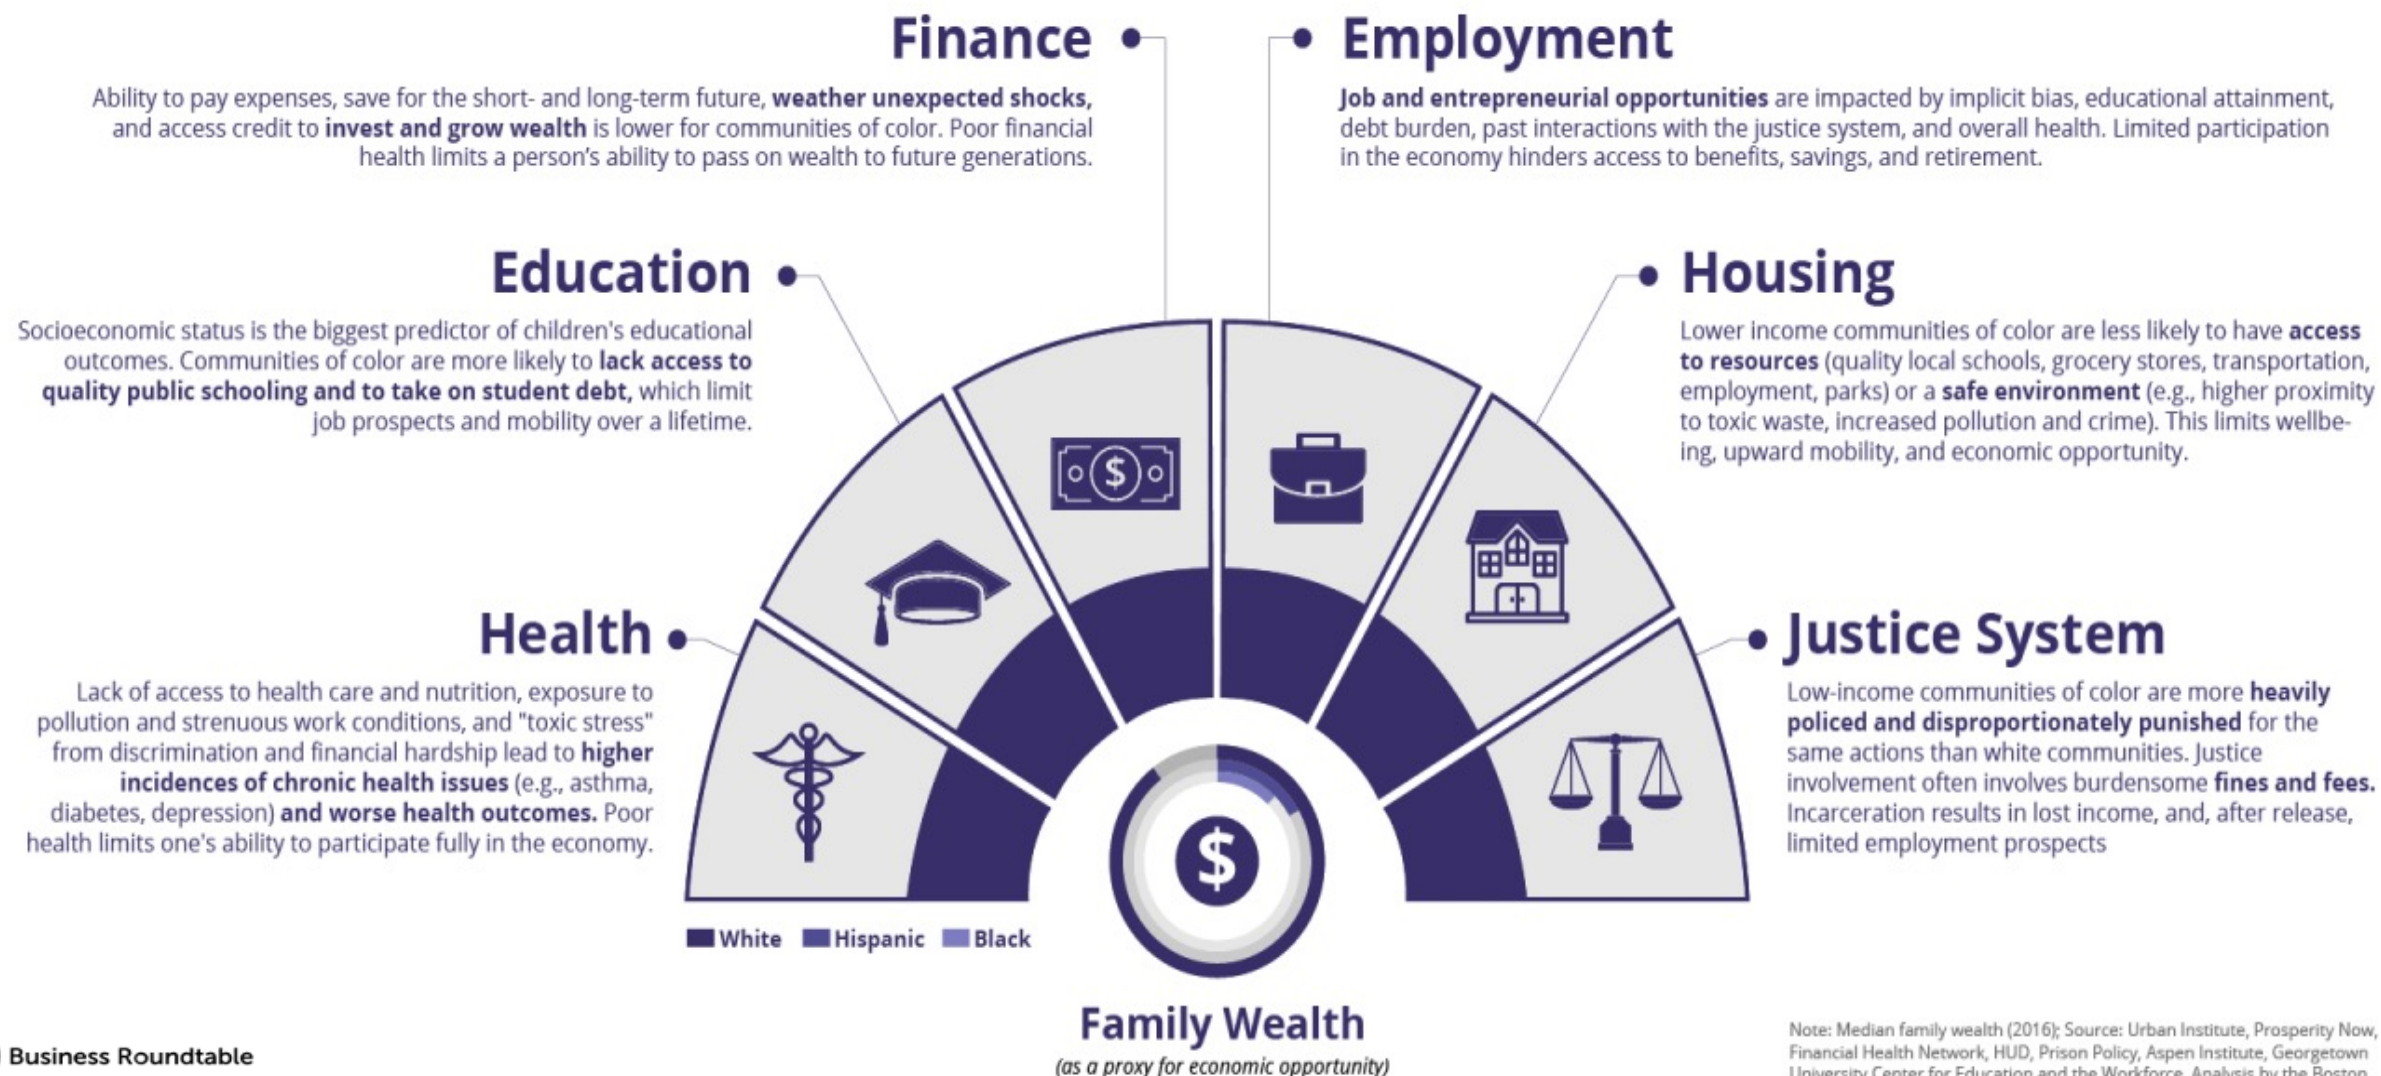 Finance
Ability to pay expenses, save for the short- and long-term future, weather unexpected shocks,
and access credit to invest and grow wealth is lower for communities of color. Poor financial
health limits a person's ability to pass on wealth to future generations.
Employment
Job and entrepreneurial opportunities are impacted by implicit bias, educational attainment,
debt burden, past interactions with the justice system, and overall health. Limited participation
in the economy hinders access to benefits, savings, and retirement.
Education
Socioeconomic status is the biggest predictor of children's educational
outcomes. Communities of color are more likely to lack access to
quality public schooling and to take on student debt, which limit
job prospects and mobility over a lifetime.
Housing
Lower income communities of color are less likely to have access
to resources (quality local schools, grocery stores, transportation,
employment, parks) or a safe environment (e.g., higher proximity
to toxic waste, increased pollution and crime). This limits wellbe-
ing, upward mobility, and economic opportunity.
Health
Lack of access to health care and nutrition, exposure to
pollution and strenuous work conditions, and "toxic stress"
from discrimination and financial hardship lead to higher
incidences of chronic health issues (e.g., asthma,
diabetes, depression) and worse health outcomes. Poor
health limits one's ability to participate fully in the economy.
Justice System
Low-income communities of color are more heavily
policed and disproportionately punished for the
same actions than white communities. Justice
involvement often involves burdensome fines and fees.
Incarceration results in lost income, and, after release,
limited employment prospects
$
$
White Hispanic Black
Family Wealth
(as a proxy for economic opportunity)
Business Roundtable
Note: Median family wealth (2016); Source: Urban Institute, Prosperity Now,
Financial Health Network, HUD, Prison Policy, Aspen Institute, Georgetown
University Center for Education and the Workforce, Analysis by the Boston